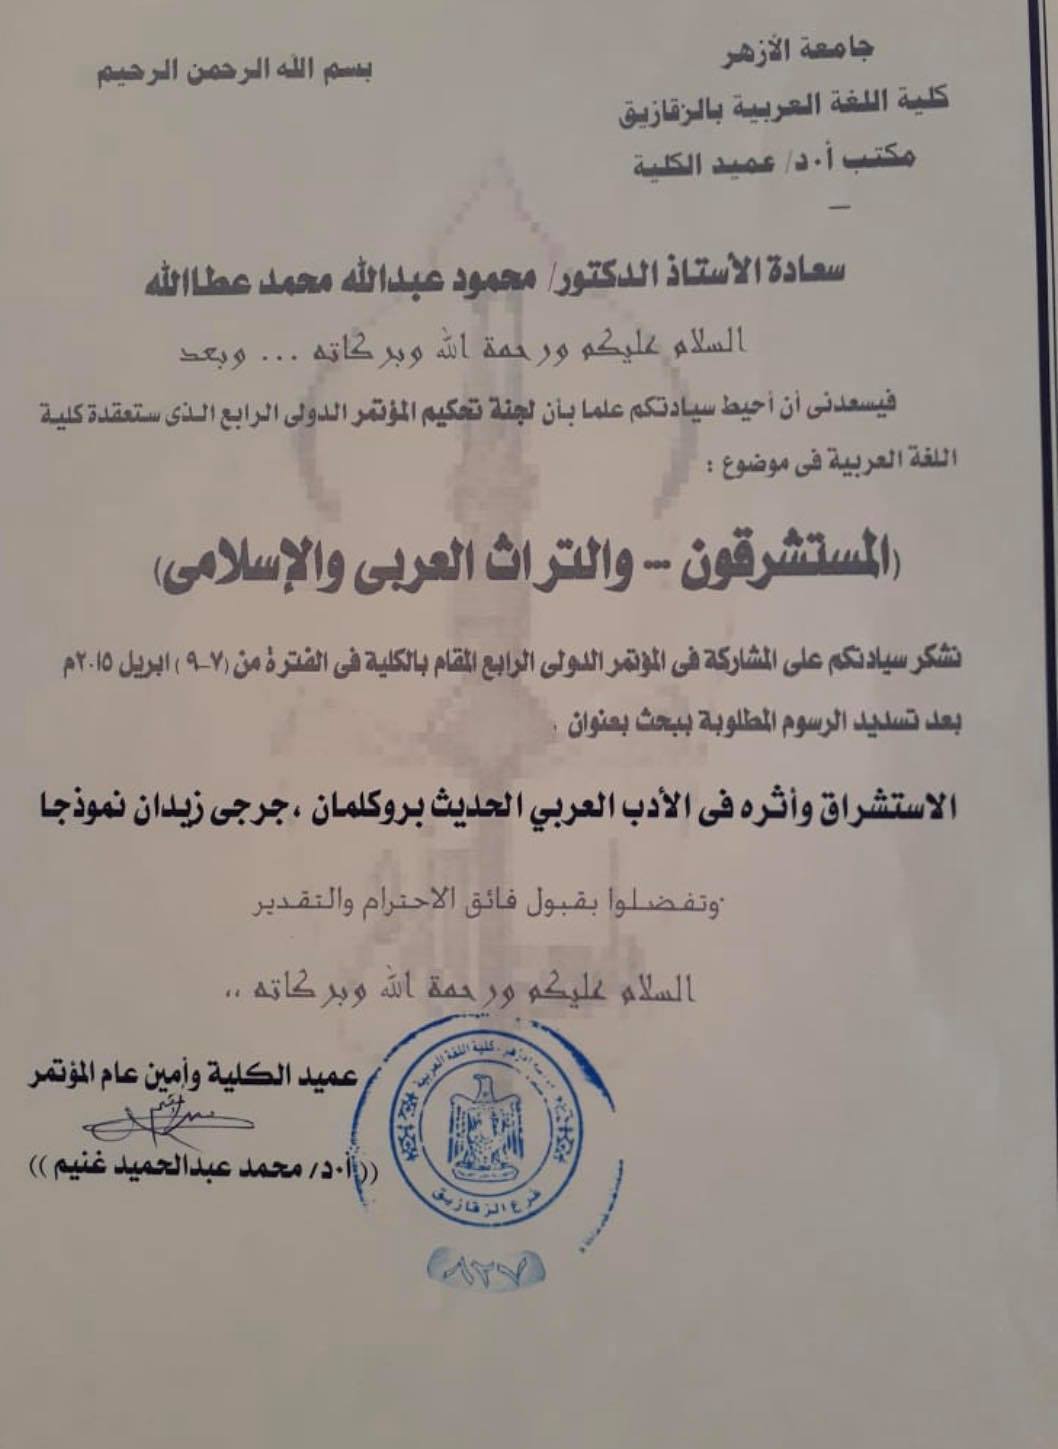 جامعة الأزهر
كلية اللغة العربية بالزقازيق
مكتب أ.د/ عميد الكلية
بسم الله الرحمن الرحيم
سعادة الأستاذ الدكتور/ محمود عبدالله محمد عطاالله
السلام عليكم ورحمة الله وبركاته ... وبعد
فيسعدنى أن أحيط سيادتكم علما بأن لجنة تحكيم المؤتمر الدولى الرابع الذى ستعقدة كلية
اللغة العربية فى موضوع :
(المستشرقون --- والتراث العربى والإسلامى)
نشكر سيادتكم على المشاركة فى المؤتمر الدولى الرابع المقام بالكلية فى الفترة من (٧-٩) ابريل ٢٠١٥م
بعد تسديد الرسوم المطلوبة ببحث بعنوان .
الاستشراق وأثره فى الأدب العربي الحديث بروكلمان ،جرجى زيدان نموذجا
وتفضلوا بقبول فائق الاحترام والتقدير
السلام عليكم ورحمة الله وبركاته ..
عميد الكلية وأمين عام المؤتمر
((أ.د/ محمد عبدالحميد غنيم ))
كلية اللغة العربية
فرع الزقازيق
٨٢٧